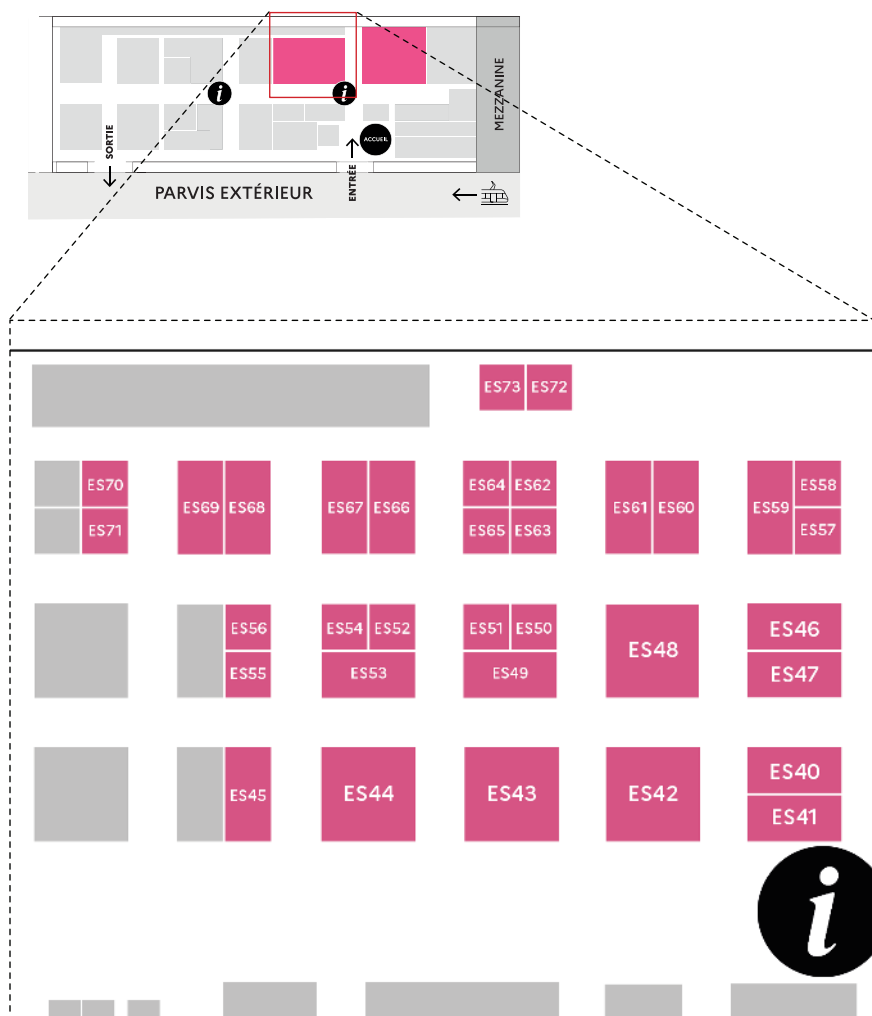 MEZZANINE
i
i
ACCUEIL
SORTIE
ENTRÉE
PARVIS EXTÉRIEUR
ES73 ES72
ES70 ES69 ES68 ES67 ES66 ES64 ES62 ES61 ES60 ES59 ES58
ES71 ES65 ES63 ES57
ES56 ES54 ES52 ES51 ES50 ES48 ES46
ES55 ES53 ES49 ES47
ES45 ES44 ES43 ES42 ES40
ES41
i